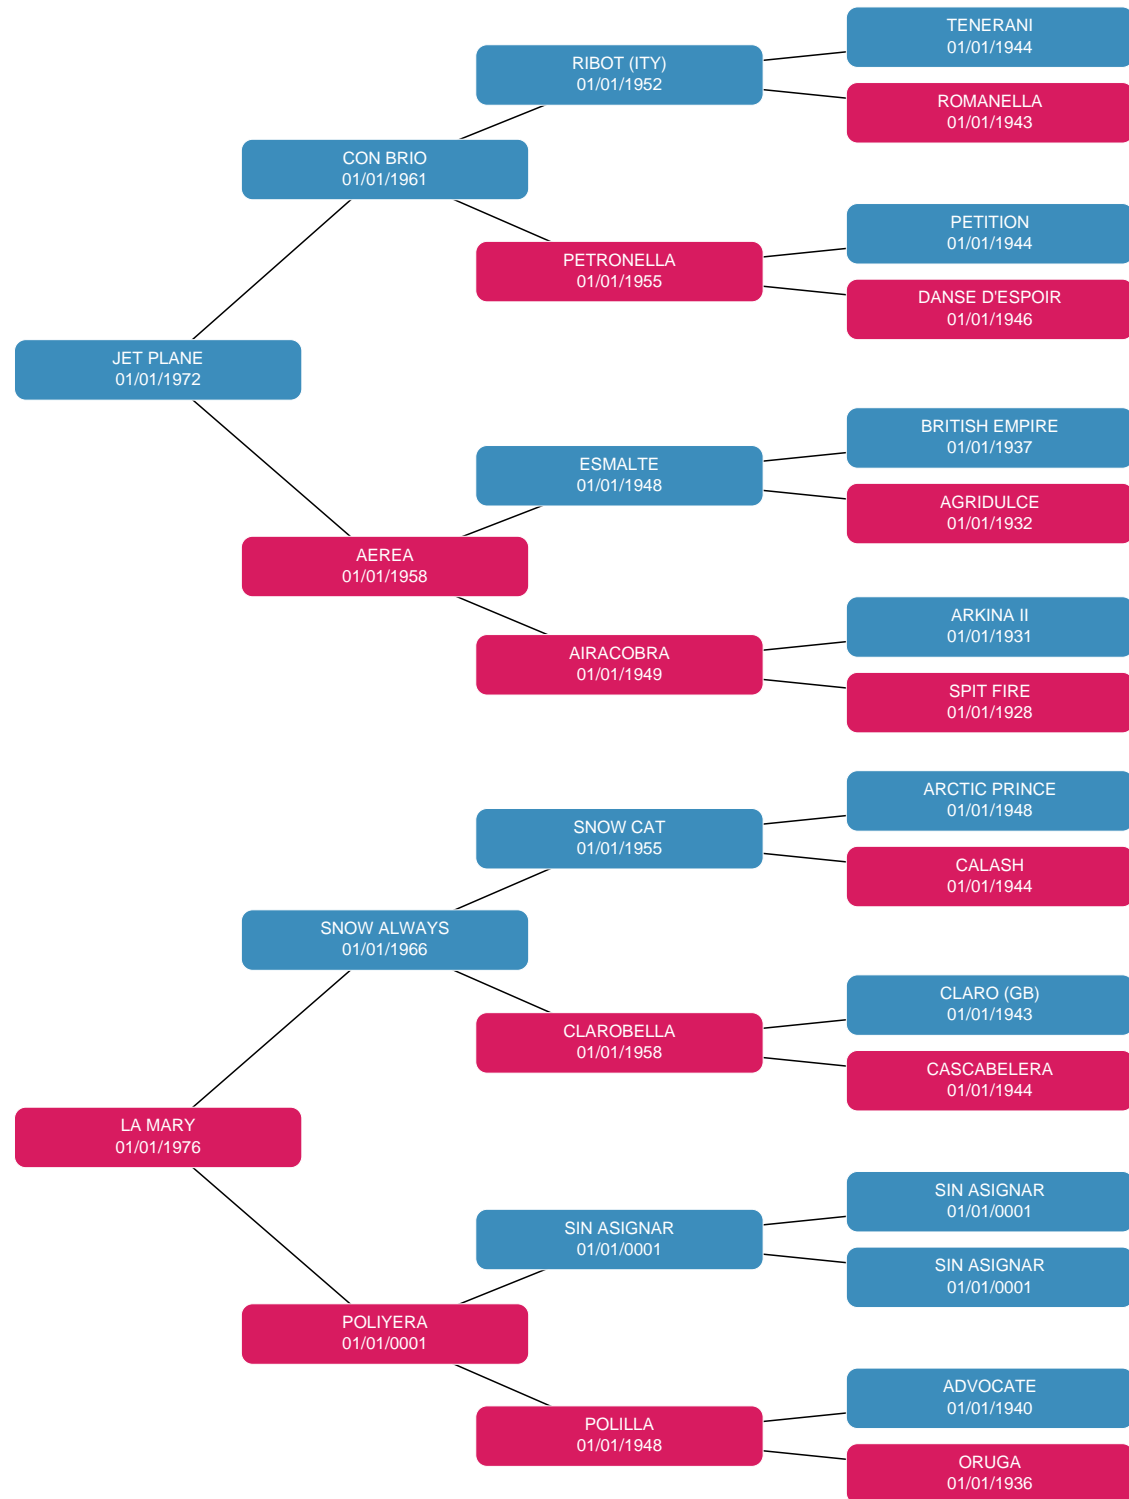 TENERANI
01/01/1944
RIBOT (ITY)
01/01/1952
ROMANELLA
01/01/1943
CON BRIO
01/01/1961
PETITION
01/01/1944
PETRONELLA
01/01/1955
DANSE D'ESPOIR
01/01/1946
JET PLANE
01/01/1972
BRITISH EMPIRE
01/01/1937
ESMALTE
01/01/1948
AGRIDULCE
01/01/1932
AEREA
01/01/1958
ARKINA II
01/01/1931
AIRACOBRA
01/01/1949
SPIT FIRE
01/01/1928
ARCTIC PRINCE
01/01/1948
SNOW CAT
01/01/1955
CALASH
01/01/1944
SNOW ALWAYS
01/01/1966
CLARO (GB)
01/01/1943
CLAROBELLA
01/01/1958
CASCABELERA
01/01/1944
LA MARY
01/01/1976
SIN ASIGNAR
01/01/0001
SIN ASIGNAR
01/01/0001
SIN ASIGNAR
01/01/0001
POLIYERA
01/01/0001
ADVOCATE
01/01/1940
POLILLA
01/01/1948
ORUGA
01/01/1936